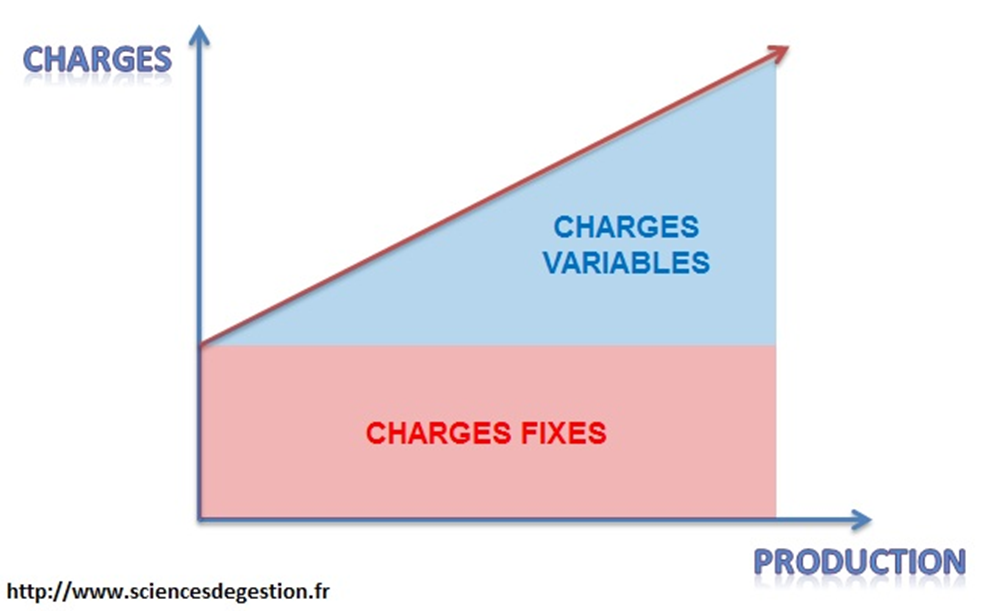 CHARGES
CHARGES
VARIABLES
CHARGES FIXES
PRODUCTION
http://www.sciencesdegestion.fr